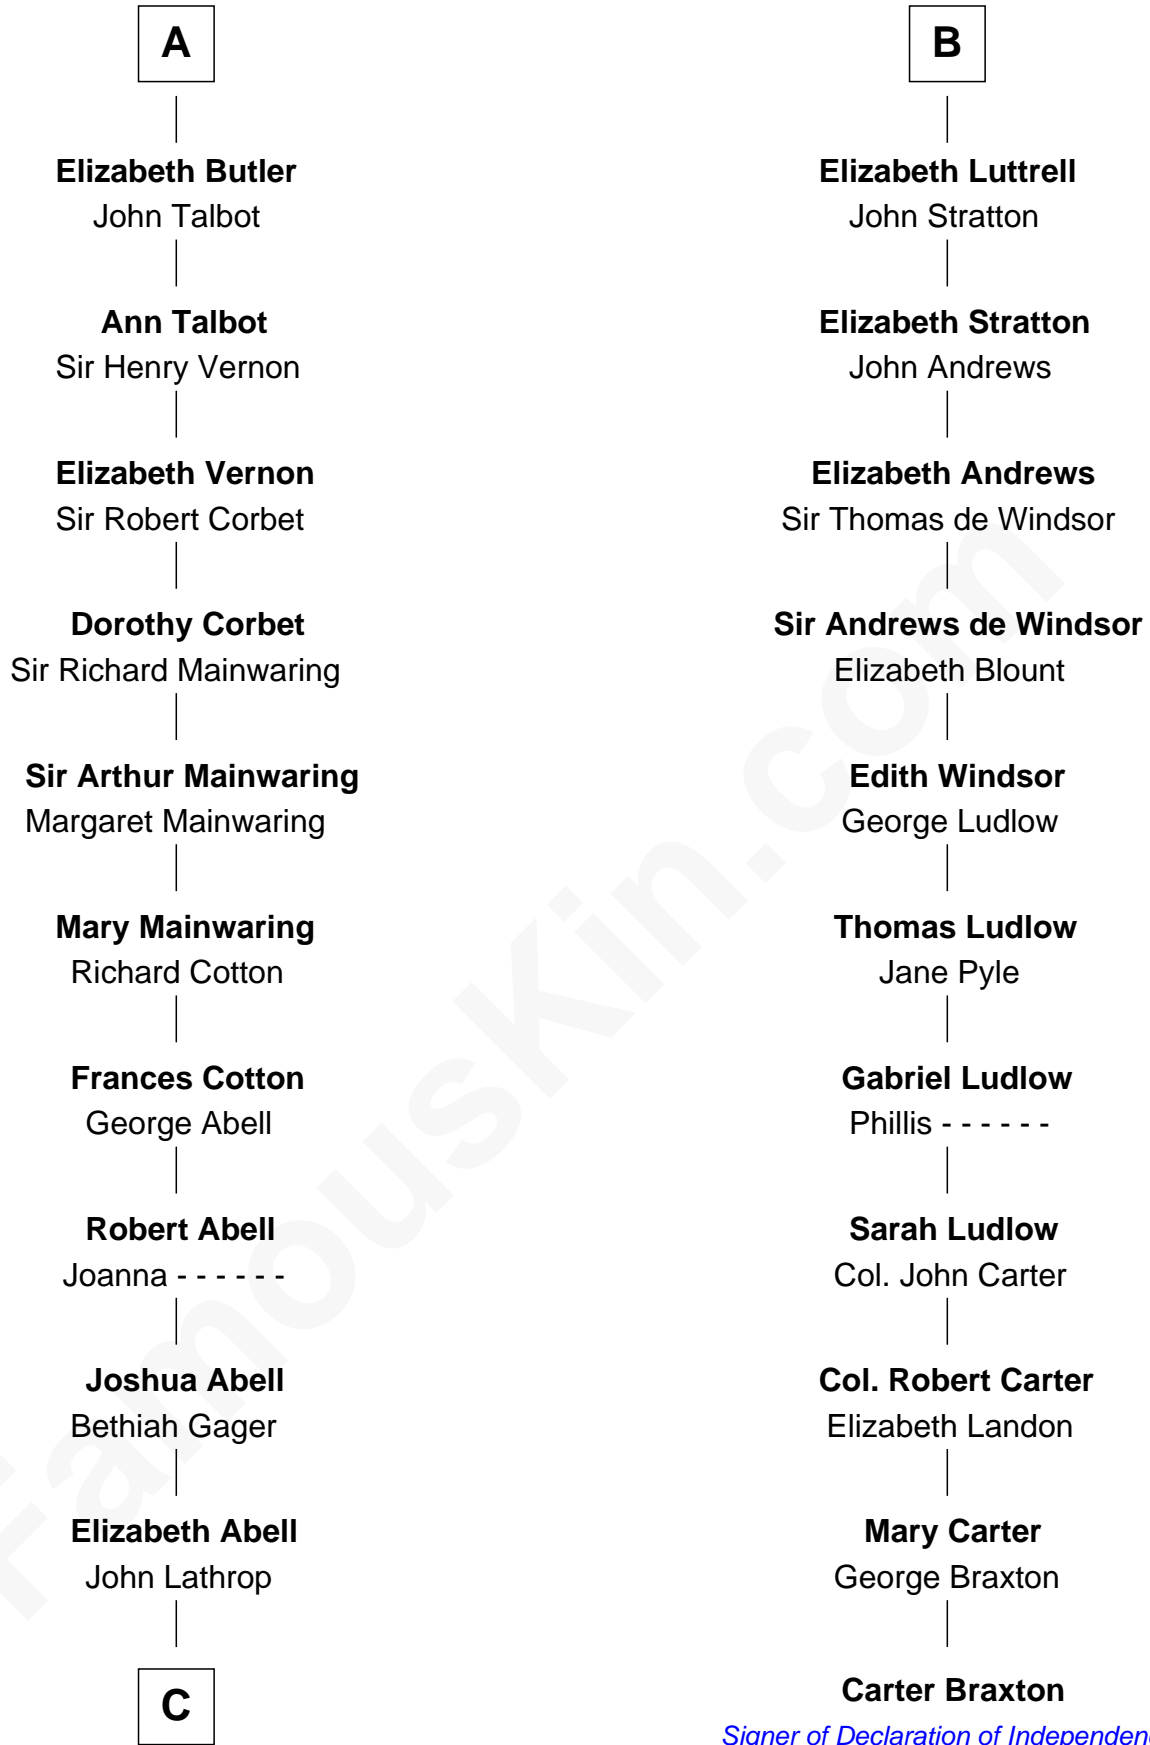 A
Elizabeth Butler
John Talbot
Ann Talbot
Sir Henry Vernon
Elizabeth Vernon
Sir Robert Corbet
Dorothy Corbet
Sir Richard Mainwaring
Sir Arthur Mainwaring
Margaret Mainwaring
Mary Mainwaring
Richard Cotton
Frances Cotton
George Abell
Robert Abell
Joanna - - - - - -
Joshua Abell
Bethiah Gager
Elizabeth Abell
John Lathrop
C
B
Elizabeth Luttrell
John Stratton
Elizabeth Stratton
John Andrews
Elizabeth Andrews
Sir Thomas de Windsor
Sir Andrews de Windsor
Elizabeth Blount
Edith Windsor
George Ludlow
Thomas Ludlow
Jane Pyle
Gabriel Ludlow
Phillis - - - - - -
Sarah Ludlow
Col. John Carter
Col. Robert Carter
Elizabeth Landon
Mary Carter
George Braxton
Carter Braxton
Signer of Declaration of Independenc
FamousKin.com